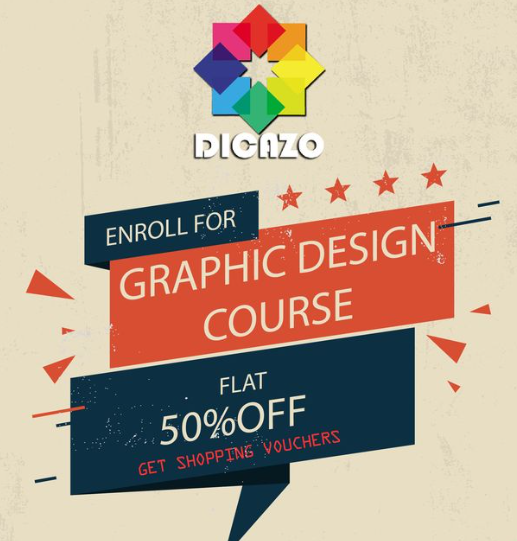 DICAZO
ENROLL FOR
GRAPHIC DESIGN
COURSE
FLAT
50%OFF
GET SHOPPING VOUCHERS